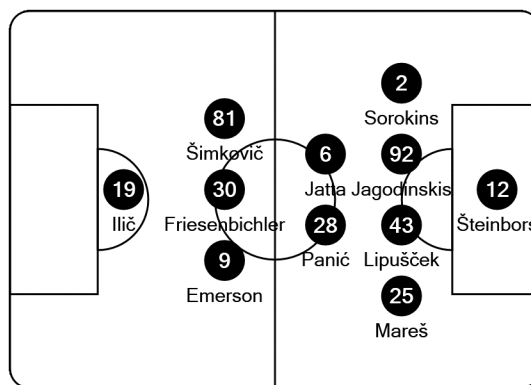 2
Sorokins
81
Šimkovič
6
Jatta
92
Jagodinskis
19
Ilič
30
Friesenbichler
12
Šteinbors
28
Panić
43
Lipušček
9
Emerson
25
Mareš